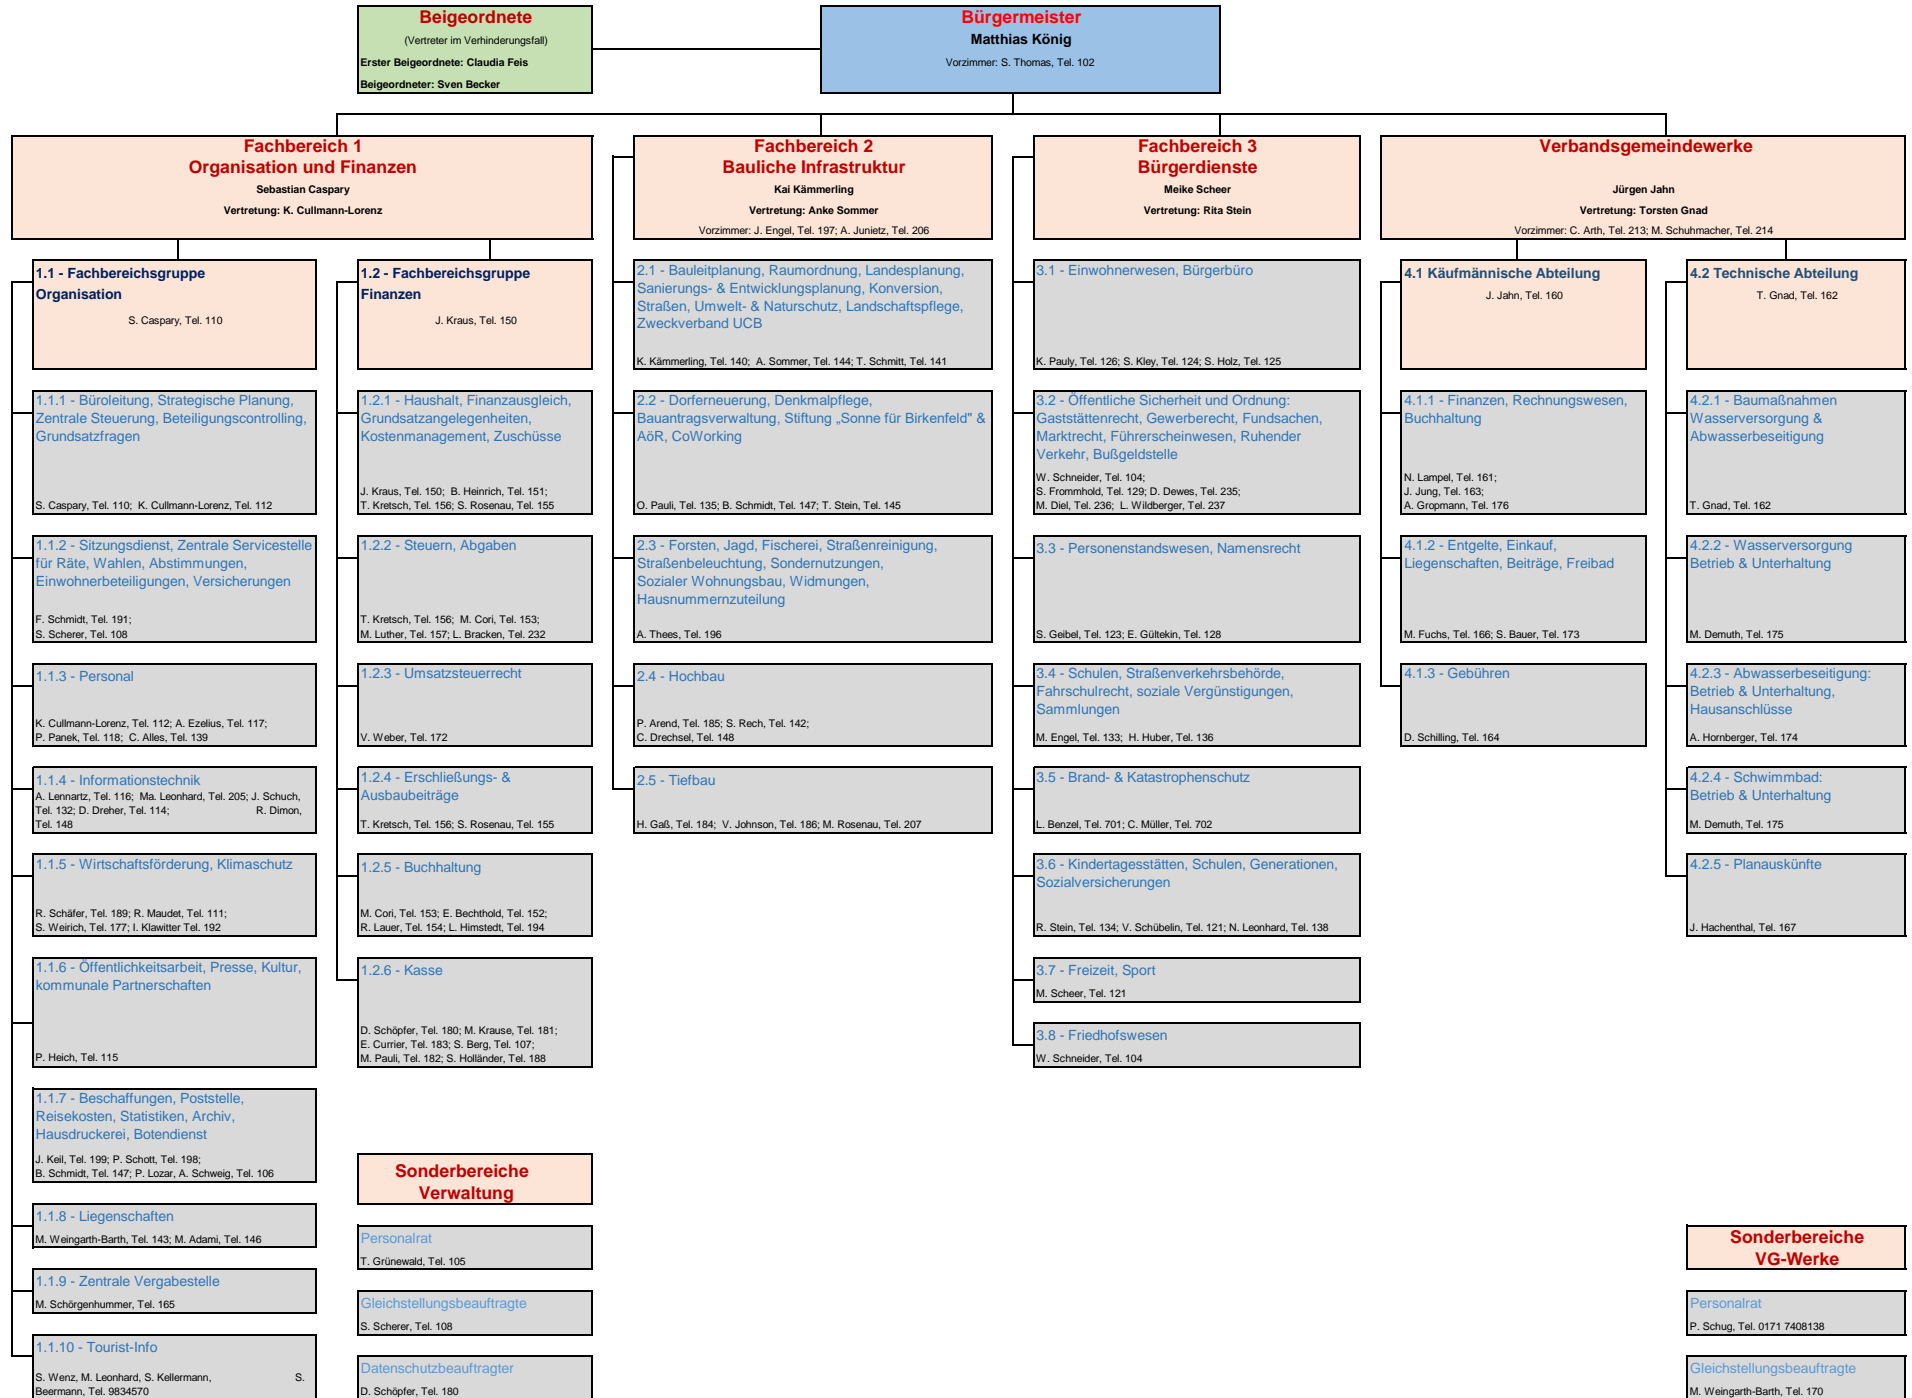 Beigeordnete
(Vertreter im Verhinderungsfall)
Erster Beigeordnete: Claudia Feis
Beigeordneter: Sven Becker
Bürgermeister
Matthias König
Vorzimmer: S. Thomas, Tel. 102
Fachbereich 1
Organisation und Finanzen
Sebastian Caspary
Vertretung: K. Cullmann-Lorenz
Fachbereich 2
Bauliche Infrastruktur
Kai Kämmerling
Vertretung: Anke Sommer
Vorzimmer: J. Engel, Tel. 197; A. Junietz, Tel. 206
Fachbereich 3
Bürgerdienste
Meike Scheer
Vertretung: Rita Stein
Verbandsgemeindewerke
Jürgen Jahn
Vertretung: Torsten Gnad
Vorzimmer: C. Arth, Tel. 213; M. Schuhmacher, Tel. 214
1.1 - Fachbereichsgruppe
Organisation
S. Caspary, Tel. 110
1.1.1 - Büroleitung, Strategische Planung,
Zentrale Steuerung, Beteiligungscontrolling,
Grundsatzfragen
S. Caspary, Tel. 110; K. Cullmann-Lorenz, Tel. 112
1.1.2 - Sitzungsdienst, Zentrale Servicestelle
für Räte, Wahlen, Abstimmungen,
Einwohnerbeteiligungen, Versicherungen
F. Schmidt, Tel. 191;
S. Scherer, Tel. 108
1.1.3 - Personal
K. Cullmann-Lorenz, Tel. 112; A. Ezelius, Tel. 117;
P. Panek, Tel. 118; C. Alles, Tel. 139
1.1.4 - Informationstechnik
A. Lennartz, Tel. 116; Ma. Leonhard, Tel. 205; J. Schuch,
Tel. 132; D. Dreher, Tel. 114; R. Dimon,
Tel. 148
1.1.5 - Wirtschaftsförderung, Klimaschutz
R. Schäfer, Tel. 189; R. Maudet, Tel. 111;
S. Weirich, Tel. 177; I. Klawitter Tel. 192
1.1.6 - Öffentlichkeitsarbeit, Presse, Kultur,
kommunale Partnerschaften
P. Heich, Tel. 115
1.1.7 - Beschaffungen, Poststelle,
Reisekosten, Statistiken, Archiv,
Hausdruckerei, Botendienst
J. Keil, Tel. 199; P. Schott, Tel. 198;
B. Schmidt, Tel. 147; P. Lozar, A. Schweig, Tel. 106
1.1.8 - Liegenschaften
M. Weingarth-Barth, Tel. 143; M. Adami, Tel. 146
1.1.9 - Zentrale Vergabestelle
M. Schörgenhummer, Tel. 165
1.1.10 - Tourist-Info
S. Wenz, M. Leonhard, S. Kellermann, S.
Beermann, Tel. 9834570
1.2 - Fachbereichsgruppe
Finanzen
J. Kraus, Tel. 150
1.2.1 - Haushalt, Finanzausgleich,
Grundsatzangelegenheiten,
Kostenmanagement, Zuschüsse
J. Kraus, Tel. 150; B. Heinrich, Tel. 151;
T. Kretsch, Tel. 156; S. Rosenau, Tel. 155
1.2.2 - Steuern, Abgaben
T. Kretsch, Tel. 156; M. Cori, Tel. 153;
M. Luther, Tel. 157; L. Bracken, Tel. 232
1.2.3 - Umsatzsteuerrecht
V. Weber, Tel. 172
1.2.4 - Erschließungs- &
Ausbaubeiträge
T. Kretsch, Tel. 156; S. Rosenau, Tel. 155
1.2.5 - Buchhaltung
M. Cori, Tel. 153; E. Bechthold, Tel. 152;
R. Lauer, Tel. 154; L. Himstedt, Tel. 194
1.2.6 - Kasse
D. Schöpfer, Tel. 180; M. Krause, Tel. 181;
E. Currier, Tel. 183; S. Berg, Tel. 107;
M. Pauli, Tel. 182; S. Holländer, Tel. 188
Sonderbereiche
Verwaltung
Personalrat
T. Grünewald, Tel. 105
Gleichstellungsbeauftragte
S. Scherer, Tel. 108
Datenschutzbeauftragter
D. Schöpfer, Tel. 180
2.1 - Bauleitplanung, Raumordnung, Landesplanung,
Sanierungs- & Entwicklungsplanung, Konversion,
Straßen, Umwelt- & Naturschutz, Landschaftspflege,
Zweckverband UCB
K. Kämmerling, Tel. 140; A. Sommer, Tel. 144; T. Schmitt, Tel. 141
2.2 - Dorferneuerung, Denkmalpflege,
Bauantragsverwaltung, Stiftung „Sonne für Birkenfeld" &
AöR, CoWorking
O. Pauli, Tel. 135; B. Schmidt, Tel. 147; T. Stein, Tel. 145
2.3 - Forsten, Jagd, Fischerei, Straßenreinigung,
Straßenbeleuchtung, Sondernutzungen,
Sozialer Wohnungsbau, Widmungen,
Hausnummernzuteilung
A. Thees, Tel. 196
2.4 - Hochbau
P. Arend, Tel. 185; S. Rech, Tel. 142;
C. Drechsel, Tel. 148
2.5 - Tiefbau
H. Gaß, Tel. 184; V. Johnson, Tel. 186; M. Rosenau, Tel. 207
3.1 - Einwohnerwesen, Bürgerbüro
K. Pauly, Tel. 126; S. Kley, Tel. 124; S. Holz, Tel. 125
3.2 - Öffentliche Sicherheit und Ordnung:
Gaststättenrecht, Gewerberecht, Fundsachen,
Marktrecht, Führerscheinwesen, Ruhender
Verkehr, Bußgeldstelle
W. Schneider, Tel. 104;
S. Frommhold, Tel. 129; D. Dewes, Tel. 235;
M. Diel, Tel. 236; L. Wildberger, Tel. 237
3.3 - Personenstandswesen, Namensrecht
S. Geibel, Tel. 123; E. Gültekin, Tel. 128
3.4 - Schulen, Straßenverkehrsbehörde,
Fahrschulrecht, soziale Vergünstigungen,
Sammlungen
M. Engel, Tel. 133; H. Huber, Tel. 136
3.5 - Brand- & Katastrophenschutz
L. Benzel, Tel. 701; C. Müller, Tel. 702
3.6 - Kindertagesstätten, Schulen, Generationen,
Sozialversicherungen
R. Stein, Tel. 134; V. Schübelin, Tel. 121; N. Leonhard, Tel. 138
3.7 - Freizeit, Sport
M. Scheer, Tel. 121
3.8 - Friedhofswesen
W. Schneider, Tel. 104
4.1 Käufmännische Abteilung
J. Jahn, Tel. 160
4.1.1 - Finanzen, Rechnungswesen,
Buchhaltung
N. Lampel, Tel. 161;
J. Jung, Tel. 163;
A. Gropmann, Tel. 176
4.1.2 - Entgelte, Einkauf,
Liegenschaften, Beiträge, Freibad
M. Fuchs, Tel. 166; S. Bauer, Tel. 173
4.1.3 - Gebühren
D. Schilling, Tel. 164
4.2 Technische Abteilung
T. Gnad, Tel. 162
4.2.1 - Baumaßnahmen
Wasserversorgung &
Abwasserbeseitigung
T. Gnad, Tel. 162
4.2.2 - Wasserversorgung
Betrieb & Unterhaltung
M. Demuth, Tel. 175
4.2.3 - Abwasserbeseitigung:
Betrieb & Unterhaltung,
Hausanschlüsse
A. Hornberger, Tel. 174
4.2.4 - Schwimmbad:
Betrieb & Unterhaltung
M. Demuth, Tel. 175
4.2.5 - Planauskünfte
J. Hachenthal, Tel. 167
Sonderbereiche
VG-Werke
Personalrat
P. Schug, Tel. 0171 7408138
Gleichstellungsbeauftragte
M. Weingarth-Barth, Tel. 170